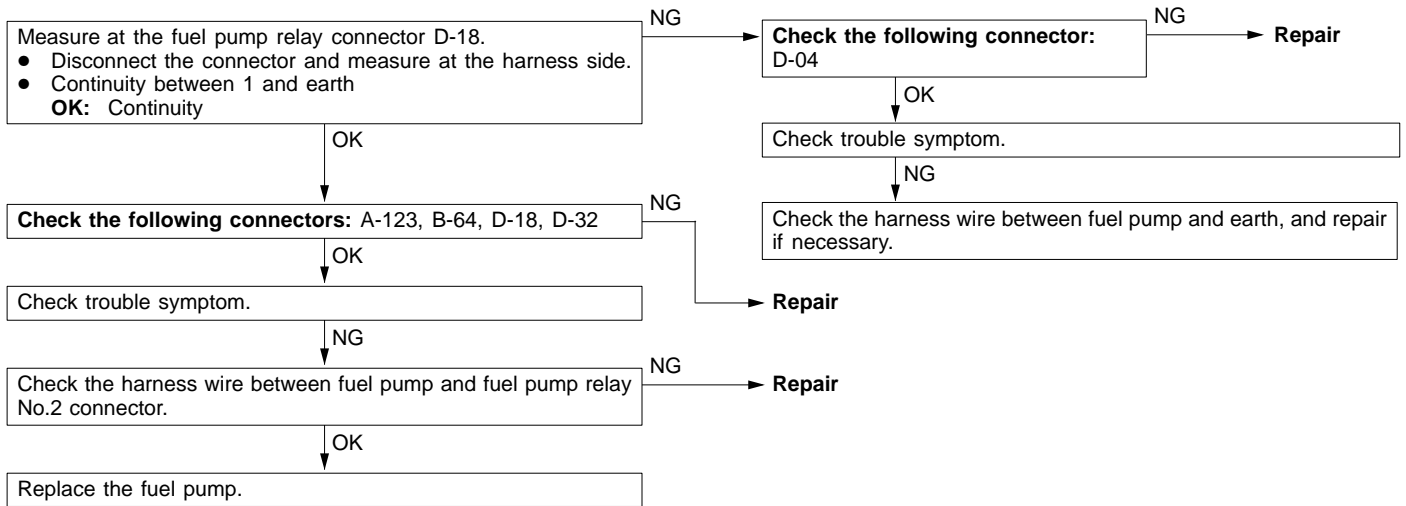 Measure at the fuel pump relay connector D-18.
● Disconnect the connector and measure at the harness side.
● Continuity between 1 and earth
OK: Continuity
NG
Check the following connector:
D-04
NG
Repair
OK
Check trouble symptom.
NG
Check the harness wire between fuel pump and earth, and repair
if necessary.
OK
Check the following connectors: A-123, B-64, D-18, D-32
NG
Repair
OK
Check trouble symptom.
NG
Check the harness wire between fuel pump and fuel pump relay
No.2 connector.
NG
Repair
OK
Replace the fuel pump.